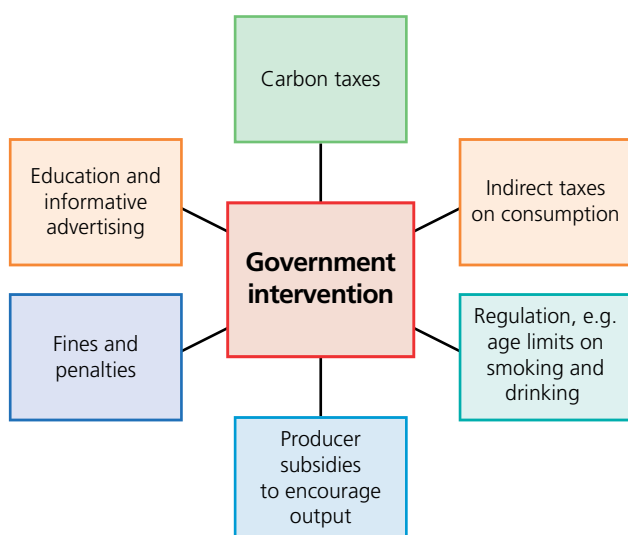 Carbon taxes
Education and
informative
advertising
Indirect taxes
on consumption
Government
intervention
Fines and
penalties
Regulation, e.g.
age limits on
smoking and
drinking
Producer
subsidies
to encourage
output